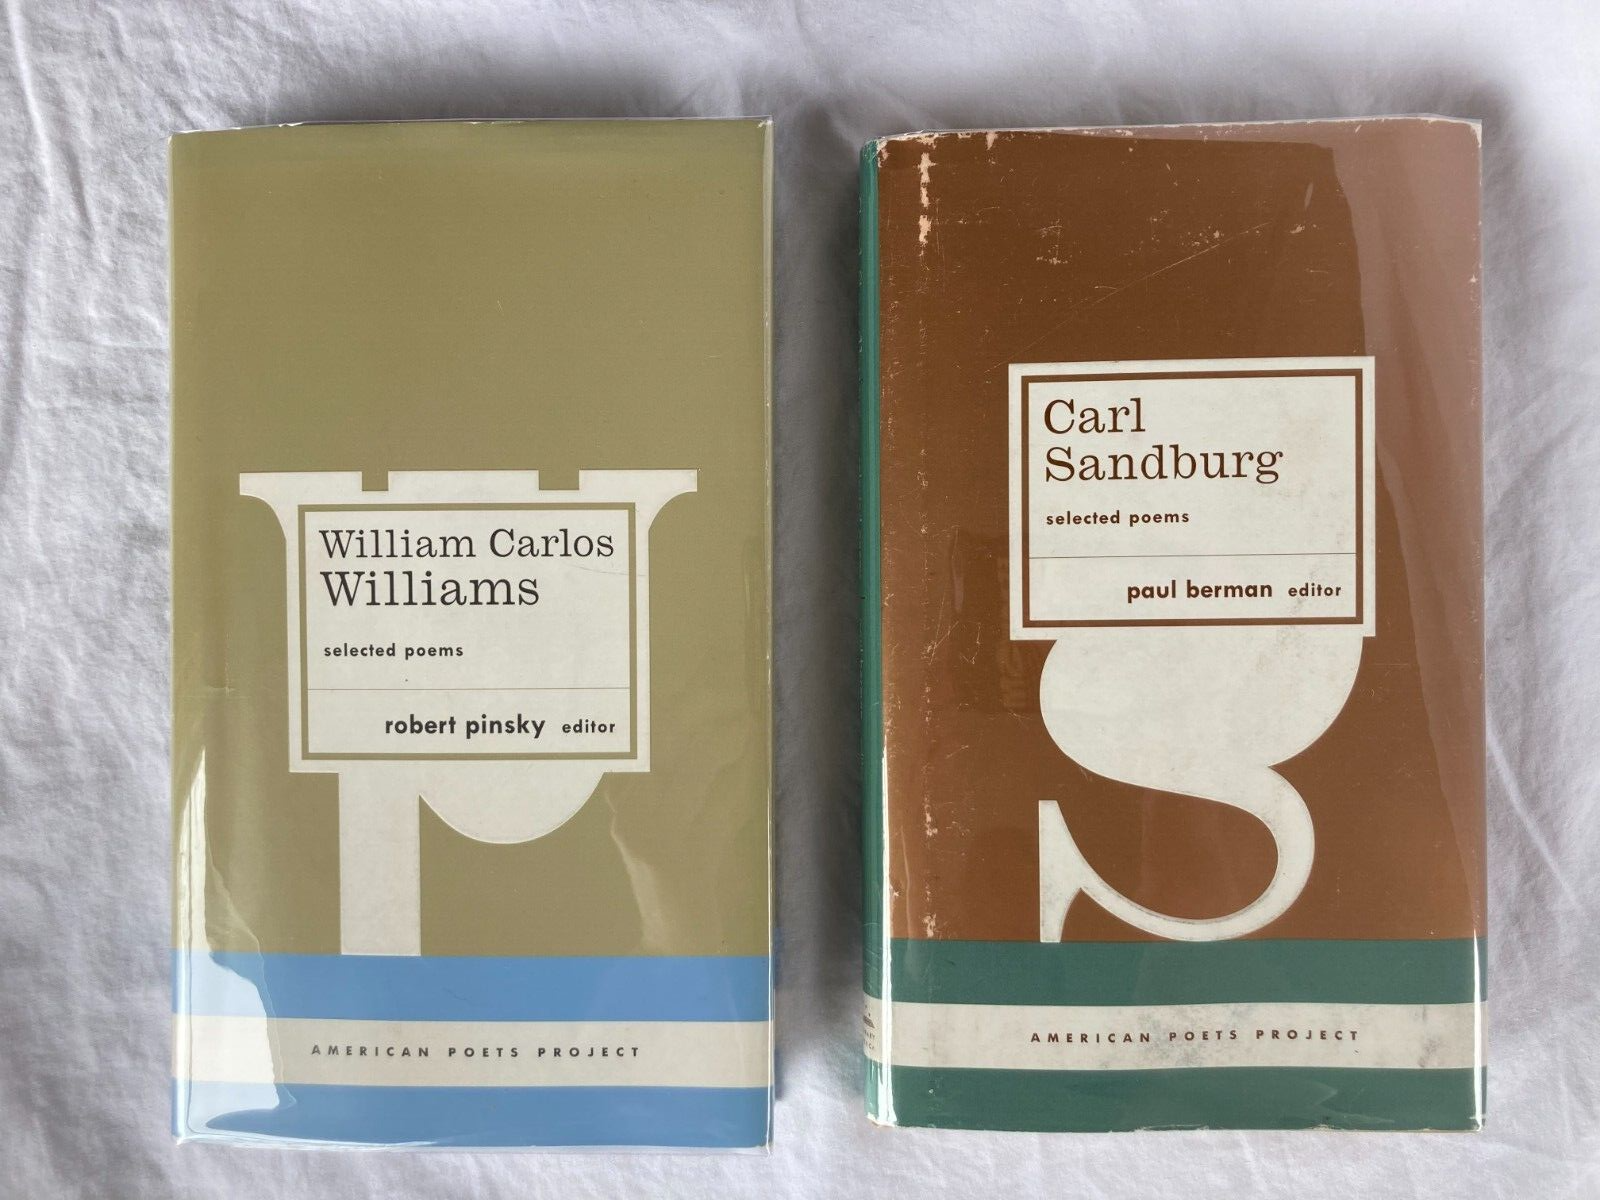 William Carlos
Williams
selected poems
robert pinsky editor
AMERICAN POETS PROJECT
Carl
Sandburg
selected poems
paul berman editor
AMERICAN POETS PROJECT